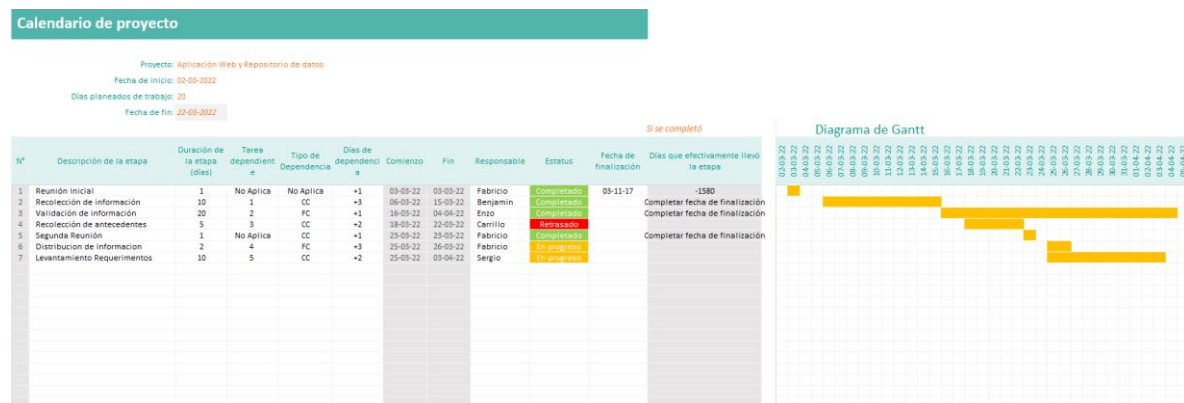 Calendario de proyecto
Proyecto: Aplicación Web y Repositorio de datos
Fecha de inicio: 02-03-2022
Días planeados de trabajo: 20
Fecha de fin: 22-03-2022
Si se completó
Diagrama de Gantt
N° Descripción de la etapa Duración de la etapa (días) Tarea dependiente Tipo de Dependencia Días de dependencia Comienzo Fin Responsable Estatus Fecha de finalización Días que efectivamente llevó la etapa
02-03-22 03-03-22 04-03-22 05-03-22 06-03-22 07-03-22 08-03-22 09-03-22 10-03-22 11-03-22 12-03-22 13-03-22 14-03-22 15-03-22 16-03-22 17-03-22 18-03-22 19-03-22 20-03-22 21-03-22 22-03-22 23-03-22 24-03-22 25-03-22 26-03-22 27-03-22 28-03-22 29-03-22 30-03-22 31-03-22 01-04-22 02-04-22 03-04-22 04-04-22
1 Reunión Inicial 1 No Aplica No Aplica +1 03-03-22 03-03-22 Fabricio Completado 03-11-17 -1580
2 Recolección de información 10 1 CC +3 06-03-22 15-03-22 Benjamin Completado Completar fecha de finalización
3 Validación de información 20 2 FC +1 16-03-22 04-04-22 Enzo Completado Completar fecha de finalización
4 Recolección de antecedentes 5 3 CC +2 18-03-22 22-03-22 Carrillo Retrasado
5 Segunda Reunión 1 No Aplica CC +1 23-03-22 23-03-22 Fabricio Completado Completar fecha de finalización
6 Distribucion de Informacion 2 4 FC +3 25-03-22 26-03-22 Fabricio En progreso
7 Levantamiento Requerimentos 10 5 CC +2 25-03-22 03-04-22 Sergio En progreso